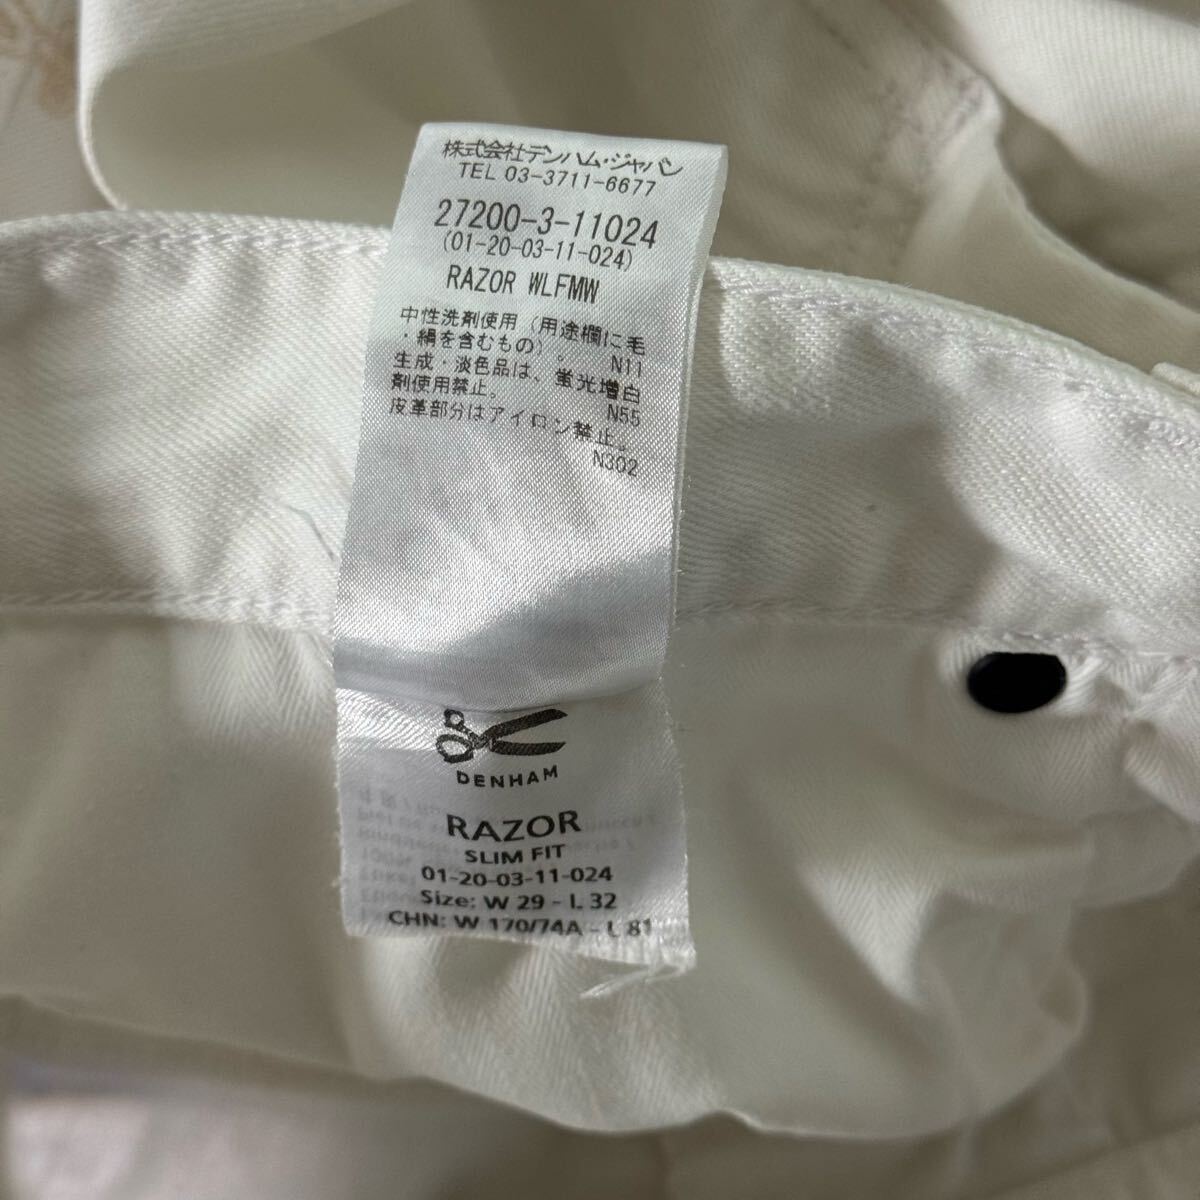 株式会社デンハム・ジャパン
TEL 03-3711-6677
27200-3-11024
(01-20-03-11-024)
RAZOR WLFMW
中性洗剤使用（用途欄に毛
・絹を含むもの）。 N11
生成・淡色品は、蛍光増白
剤使用禁止。 N55
皮革部分はアイロン禁止。
N302
DENHAM
RAZOR
SLIM FIT
01-20-03-11-024
Size: W 29 - L 32
CHN: W 170/74A - L 81